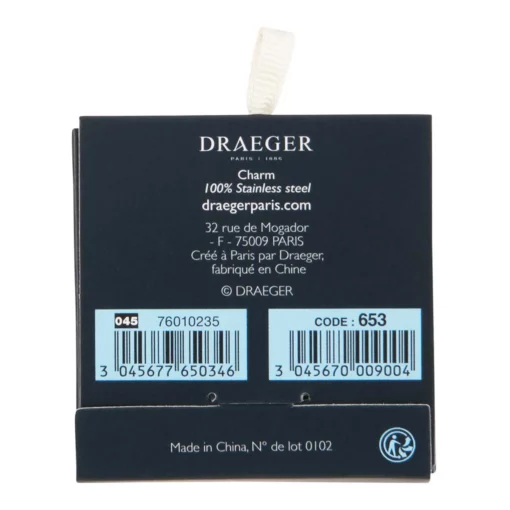 DRAEGER
PARIS | 1886
Charm
100% Stainless steel
draegerparis.com
32 rue de Mogador
- F - 75009 PARIS
Créé à Paris par Draeger,
fabriqué en Chine
© DRAEGER
045 76010235
3 045677 650346
CODE : 653
3 045670 009004
Made in China, N° de lot 0102